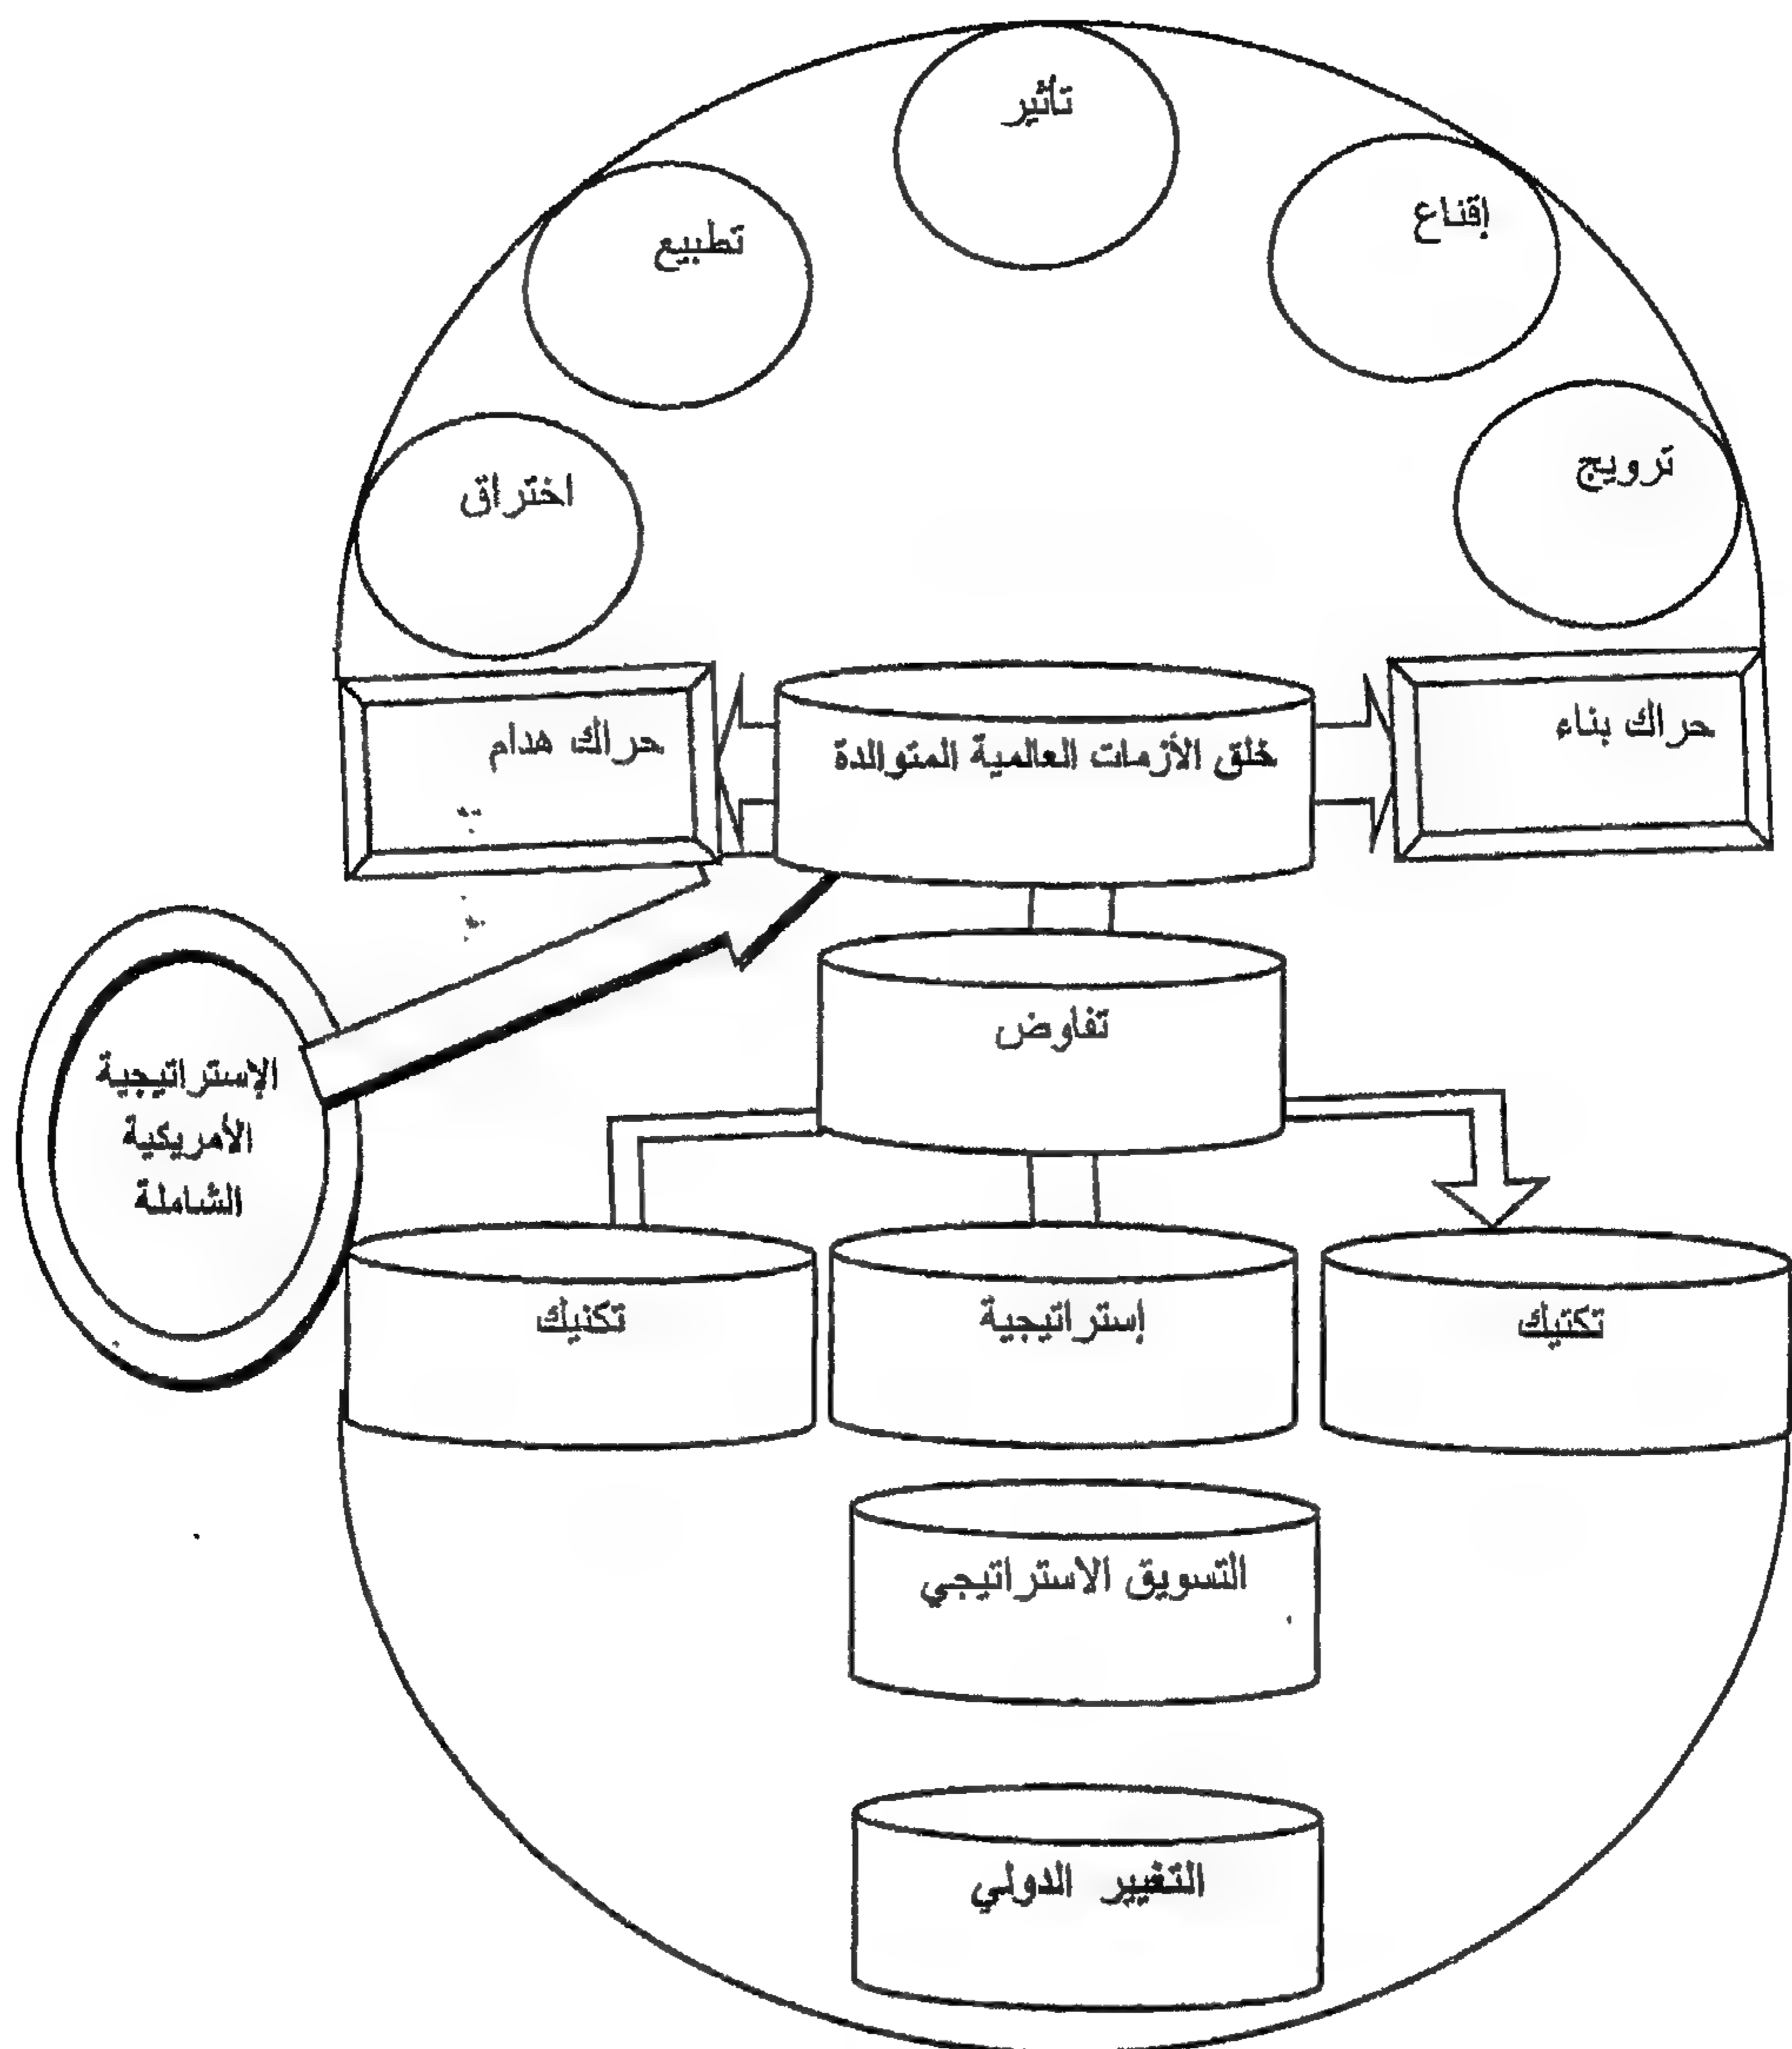 تأثير
إقناع
تطبيع
ترويج
اختراق
حراك بناء
خلق الأزمات العالمية المتوالدة
حراك هدام
تفاوض
الإستراتيجية
الأمريكية
الشاملة
تكتيك
إستراتيجية
تكنيك
التسويق الاستراتيجي
التغيير الدولي